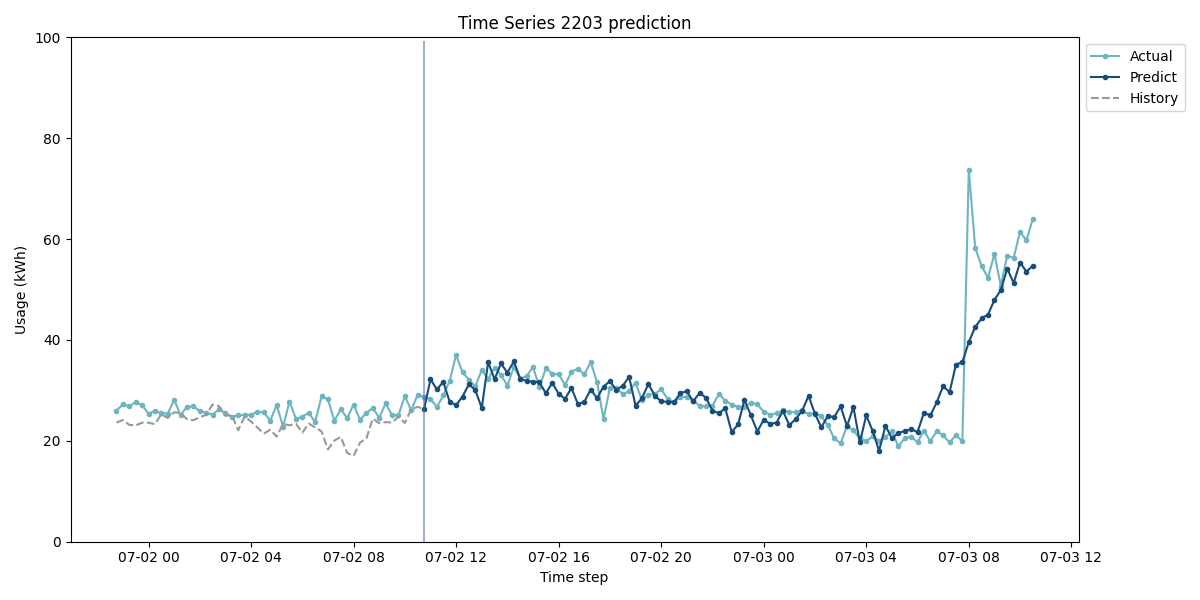 Time Series 2203 prediction
100
80
60
40
20
0
Usage (kWh)
07-02 00
07-02 04
07-02 08
07-02 12
07-02 16
07-02 20
07-03 00
07-03 04
07-03 08
07-03 12
Time step
Actual
Predict
History